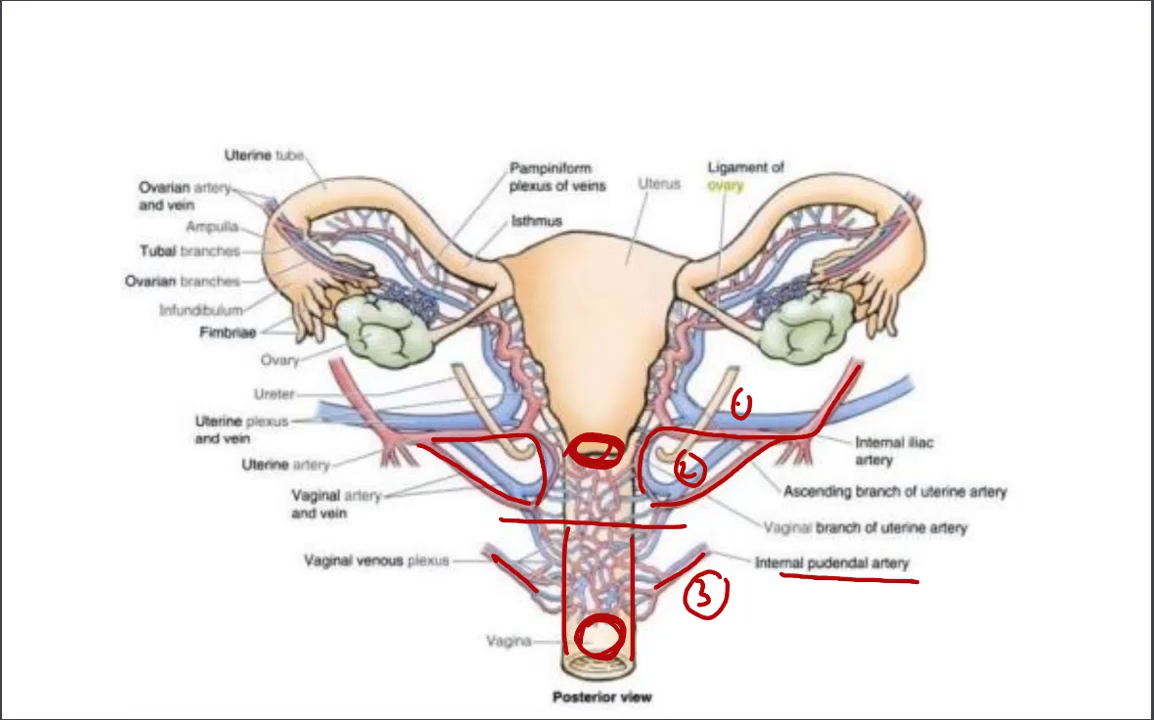 Uterine tube
Ovarian artery
and vein
Ampulla
Tubal branches
Ovarian branches
Infundibulum
Fimbriae
Ovary
Ureter
Uterine plexus
and vein
Uterine artery
Vaginal artery
and vein
Vaginal venous plexus
Vagina
Pampiniform
plexus of veins
Isthmus
Uterus
Ligament of
ovary
1
2
Internal iliac
artery
Ascending branch of uterine artery
Vaginal branch of uterine artery
Internal pudendal artery
3
Posterior view